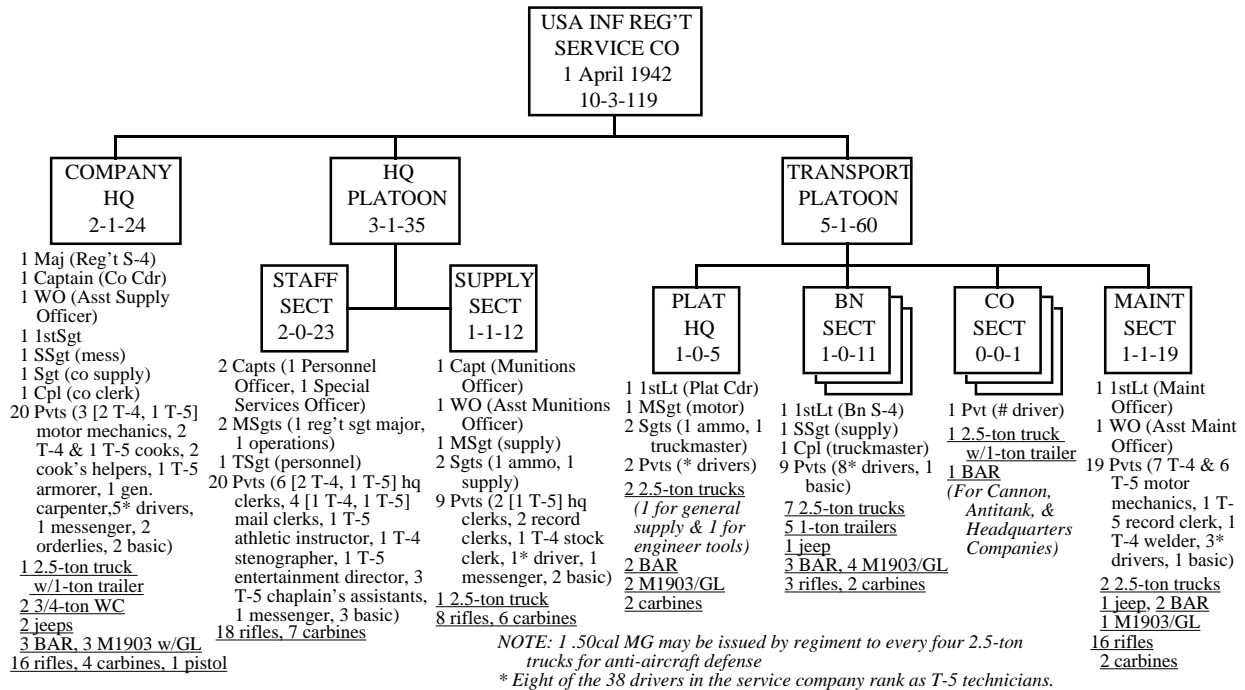 USA INF REG'T
SERVICE CO
1 April 1942
10-3-119
COMPANY
HQ
2-1-24
HQ
PLATOON
3-1-35
TRANSPORT
PLATOON
5-1-60
1 Maj (Reg't S-4)
1 Captain (Co Cdr)
1 WO (Asst Supply
Officer)
1 1stSgt
1 SSgt (mess)
1 Sgt (co supply)
1 Cpl (co clerk)
20 Pvts (3 [2 T-4, 1 T-5]
motor mechanics, 2
T-4 & 1 T-5 cooks, 2
cook's helpers, 1 T-5
armorer, 1 gen.
carpenter,5* drivers,
1 messenger, 2
orderlies, 2 basic)
1 2.5-ton truck
w/1-ton trailer
2 3/4-ton WC
2 jeeps
3 BAR, 3 M1903 w/GL
16 rifles, 4 carbines, 1 pistol
STAFF
SECT
2-0-23
2 Capts (1 Personnel
Officer, 1 Special
Services Officer)
2 MSgts (1 reg't sgt major,
1 operations)
1 TSgt (personnel)
20 Pvts (6 [2 T-4, 1 T-5] hq
clerks, 4 [1 T-4, 1 T-5]
mail clerks, 1 T-5
athletic instructor, 1 T-4
stenographer, 1 T-5
entertainment director, 3
T-5 chaplain's assistants,
1 messenger, 3 basic)
18 rifles, 7 carbines
SUPPLY
SECT
1-1-12
1 Capt (Munitions
Officer)
1 WO (Asst Munitions
Officer)
1 MSgt (supply)
2 Sgts (1 ammo, 1
supply)
9 Pvts (2 [1 T-5] hq
clerks, 2 record
clerks, 1 T-4 stock
clerk, 1* driver, 1
messenger, 2 basic)
1 2.5-ton truck
8 rifles, 6 carbines
PLAT
HQ
1-0-5
1 1stLt (Plat Cdr)
1 MSgt (motor)
2 Sgts (1 ammo, 1
truckmaster)
2 Pvts (* drivers)
2 2.5-ton trucks
(1 for general
supply & 1 for
engineer tools)
2 BAR
2 M1903/GL
2 carbines
BN
SECT
1-0-11
1 1stLt (Bn S-4)
1 SSgt (supply)
1 Cpl (truckmaster)
9 Pvts (8* drivers, 1
basic)
7 2.5-ton trucks
5 1-ton trailers
1 jeep
3 BAR, 4 M1903/GL
3 rifles, 2 carbines
CO
SECT
0-0-1
1 Pvt (# driver)
1 2.5-ton truck
w/1-ton trailer
1 BAR
(For Cannon,
Antitank, &
Headquarters
Companies)
MAINT
SECT
1-1-19
1 1stLt (Maint
Officer)
1 WO (Asst Maint
Officer)
19 Pvts (7 T-4 & 6
T-5 motor
mechanics, 1 T-
5 record clerk, 1
T-4 welder, 3*
drivers, 1 basic)
2 2.5-ton trucks
1 jeep, 2 BAR
1 M1903/GL
16 rifles
2 carbines
NOTE: 1 .50cal MG may be issued by regiment to every four 2.5-ton
trucks for anti-aircraft defense
* Eight of the 38 drivers in the service company rank as T-5 technicians.